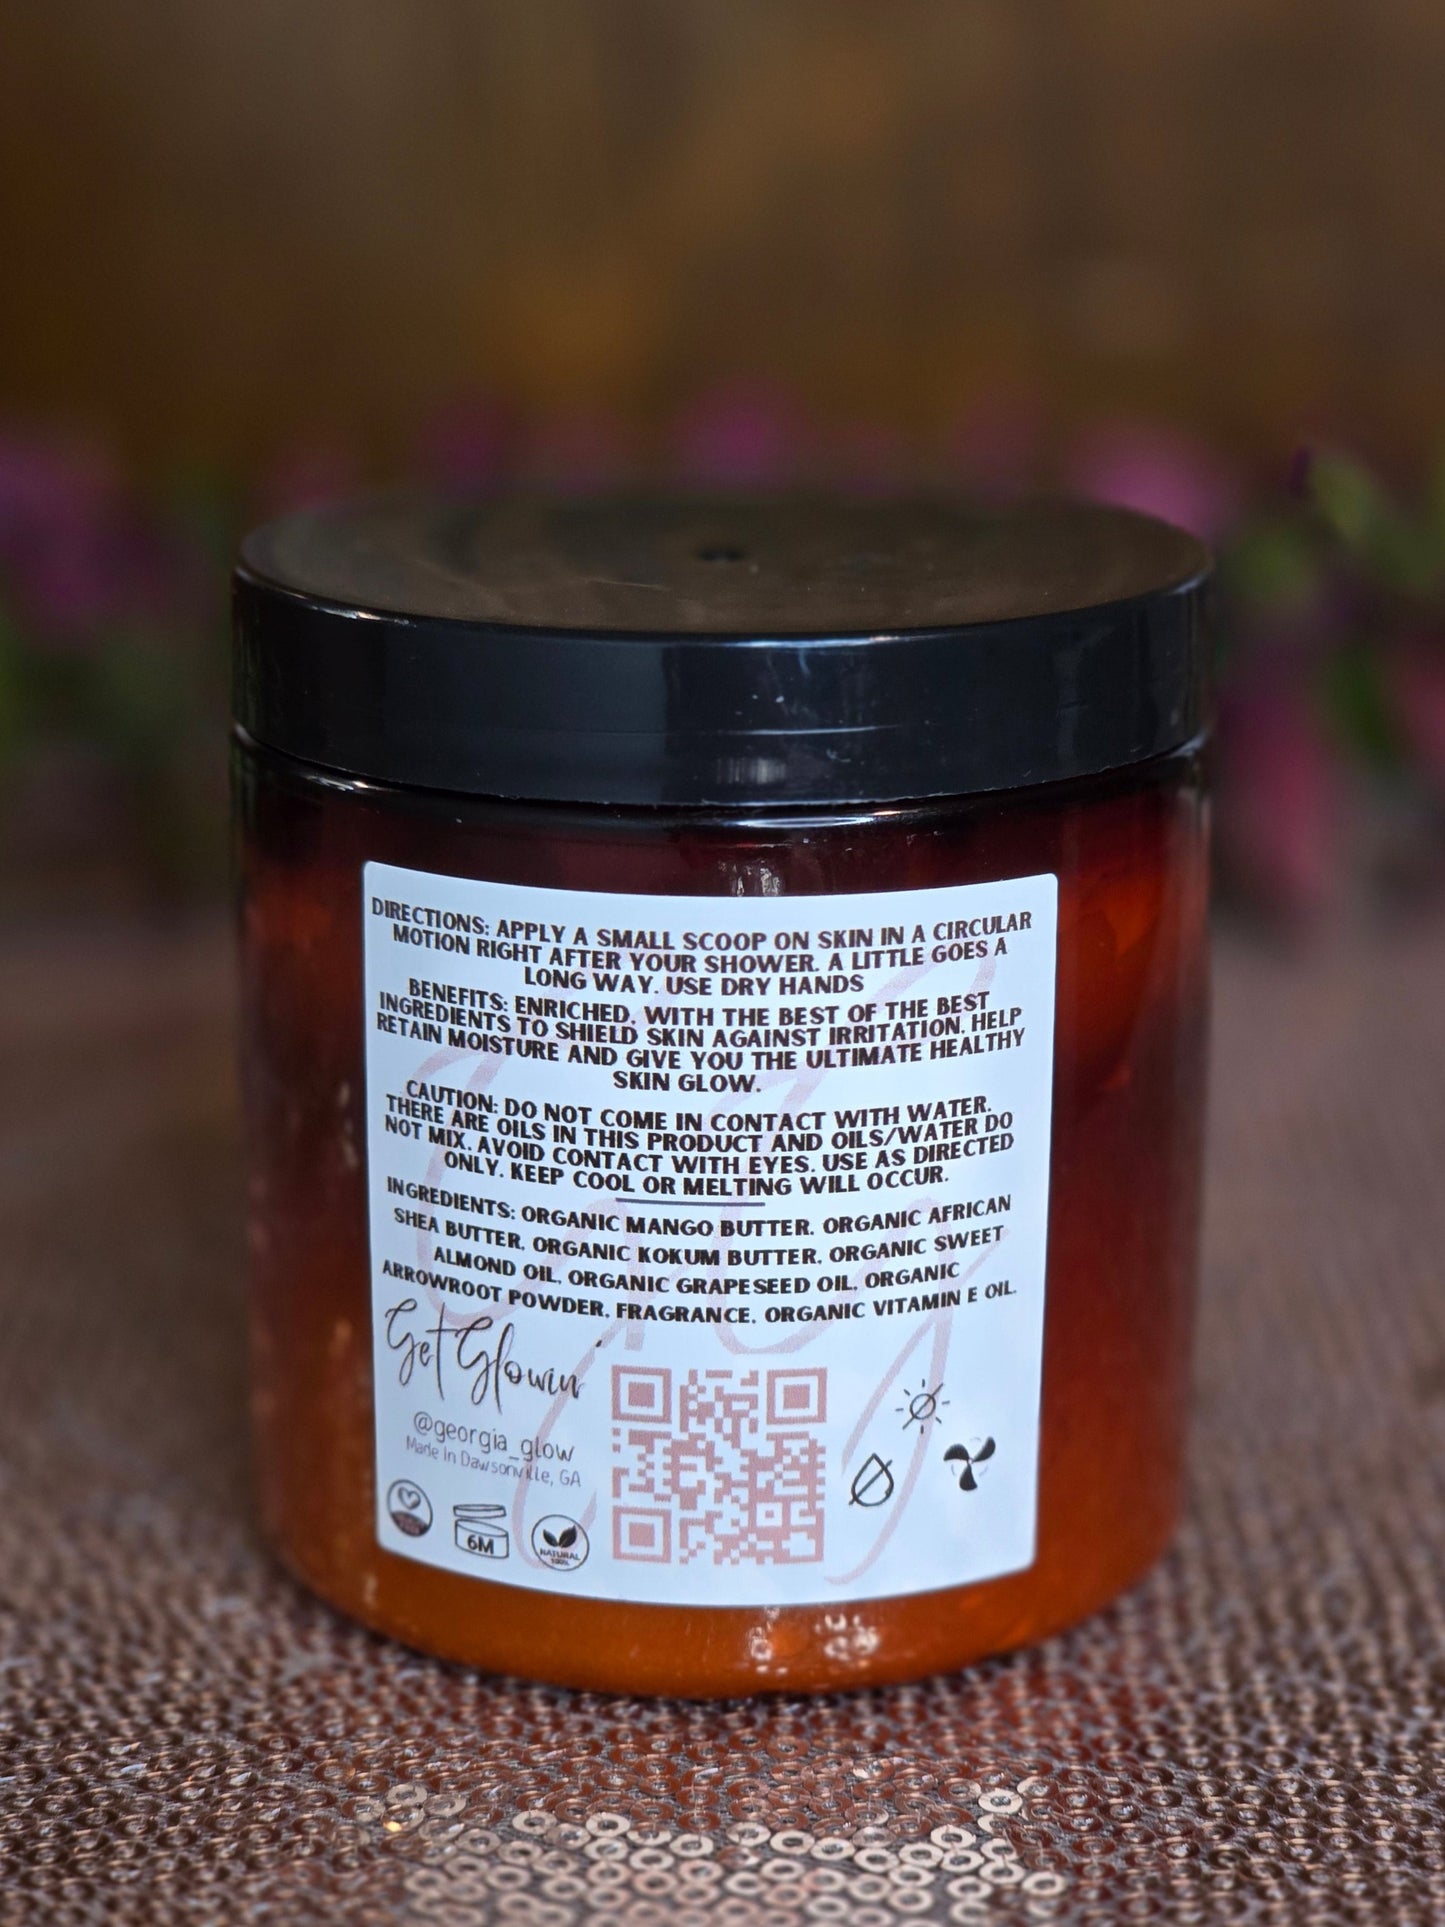 DIRECTIONS: APPLY A SMALL SCOOP ON SKIN IN A CIRCULAR
MOTION RIGHT AFTER YOUR SHOWER. A LITTLE GOES A
LONG WAY. USE DRY HANDS
BENEFITS: ENRICHED, WITH THE BEST OF THE BEST
INGREDIENTS TO SHIELD SKIN AGAINST IRRITATION, HELP
RETAIN MOISTURE AND GIVE YOU THE ULTIMATE HEALTHY
SKIN GLOW.
CAUTION: DO NOT COME IN CONTACT WITH WATER.
THERE ARE OILS IN THIS PRODUCT AND OILS/WATER DO
NOT MIX. AVOID CONTACT WITH EYES. USE AS DIRECTED
ONLY. KEEP COOL OR MELTING WILL OCCUR.
INGREDIENTS: ORGANIC MANGO BUTTER, ORGANIC AFRICAN
SHEA BUTTER, ORGANIC KOKUM BUTTER, ORGANIC SWEET
ALMOND OIL, ORGANIC GRAPESEED OIL, ORGANIC
ARROWROOT POWDER, FRAGRANCE, ORGANIC VITAMIN E OIL.
Get Glowin'
@georgia_glow
Made In Dawsonville, GA
6M
NATURAL
100%